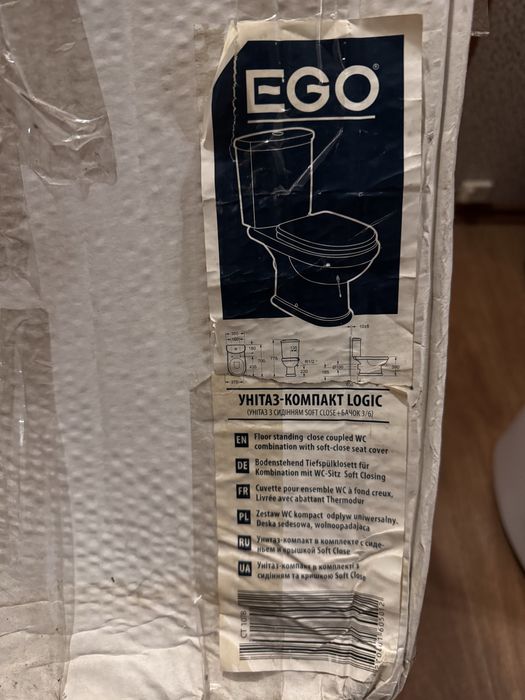 EGO®
УНІТАЗ-КОМПАКТ LOGIC
(УНІТАЗ З СИДІННЯМ SOFT CLOSE+БАЧОК 3/6)
EN Floor standing close coupled WC
combination with soft-close seat cover
DE Bodenstehend Tiefspülklosett für
Kombination mit WC-Sitz Soft Closing
FR Cuvette pour ensemble WC à fond creux,
Livrée avec abattant Thermodur
PL Zestaw WC kompact odpływ uniwersalny.
Deska sedesowa, wolnoopadająca
RU Унитаз-компакт в комплекте с сиде-
ньем и крышкой Soft Close
UA Унітаз-компакт в комплекті з
сидінням та кришкою Soft Close
CT 1078